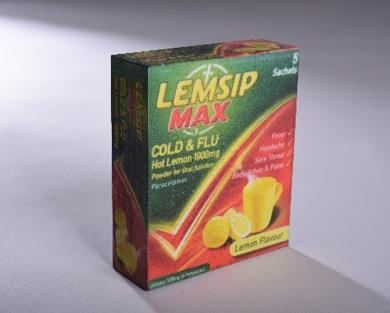 5
Sachets
LEMSIP
MAX
COLD & FLU
Hot Lemon 1000mg
Powder for Oral Solution
Paracetamol
Fever
Headache
Sore Throat
Body Aches & Pains
Lemon Flavour